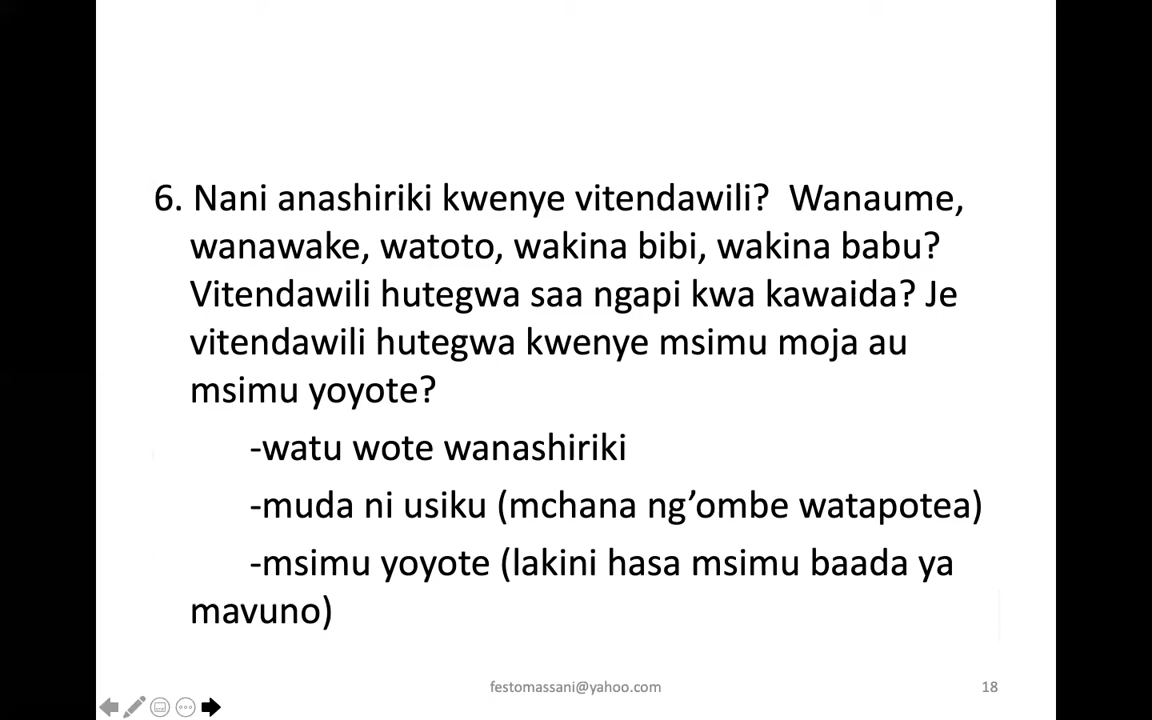 6. Nani anashiriki kwenye vitendawili?  Wanaume,
wanawake, watoto, wakina bibi, wakina babu?
Vitendawili hutegwa saa ngapi kwa kawaida? Je
vitendawili hutegwa kwenye msimu moja au
msimu yoyote?
-watu wote wanashiriki
-muda ni usiku (mchana ng’ombe watapotea)
-msimu yoyote (lakini hasa msimu baada ya
mavuno)
festomassani@yahoo.com
18